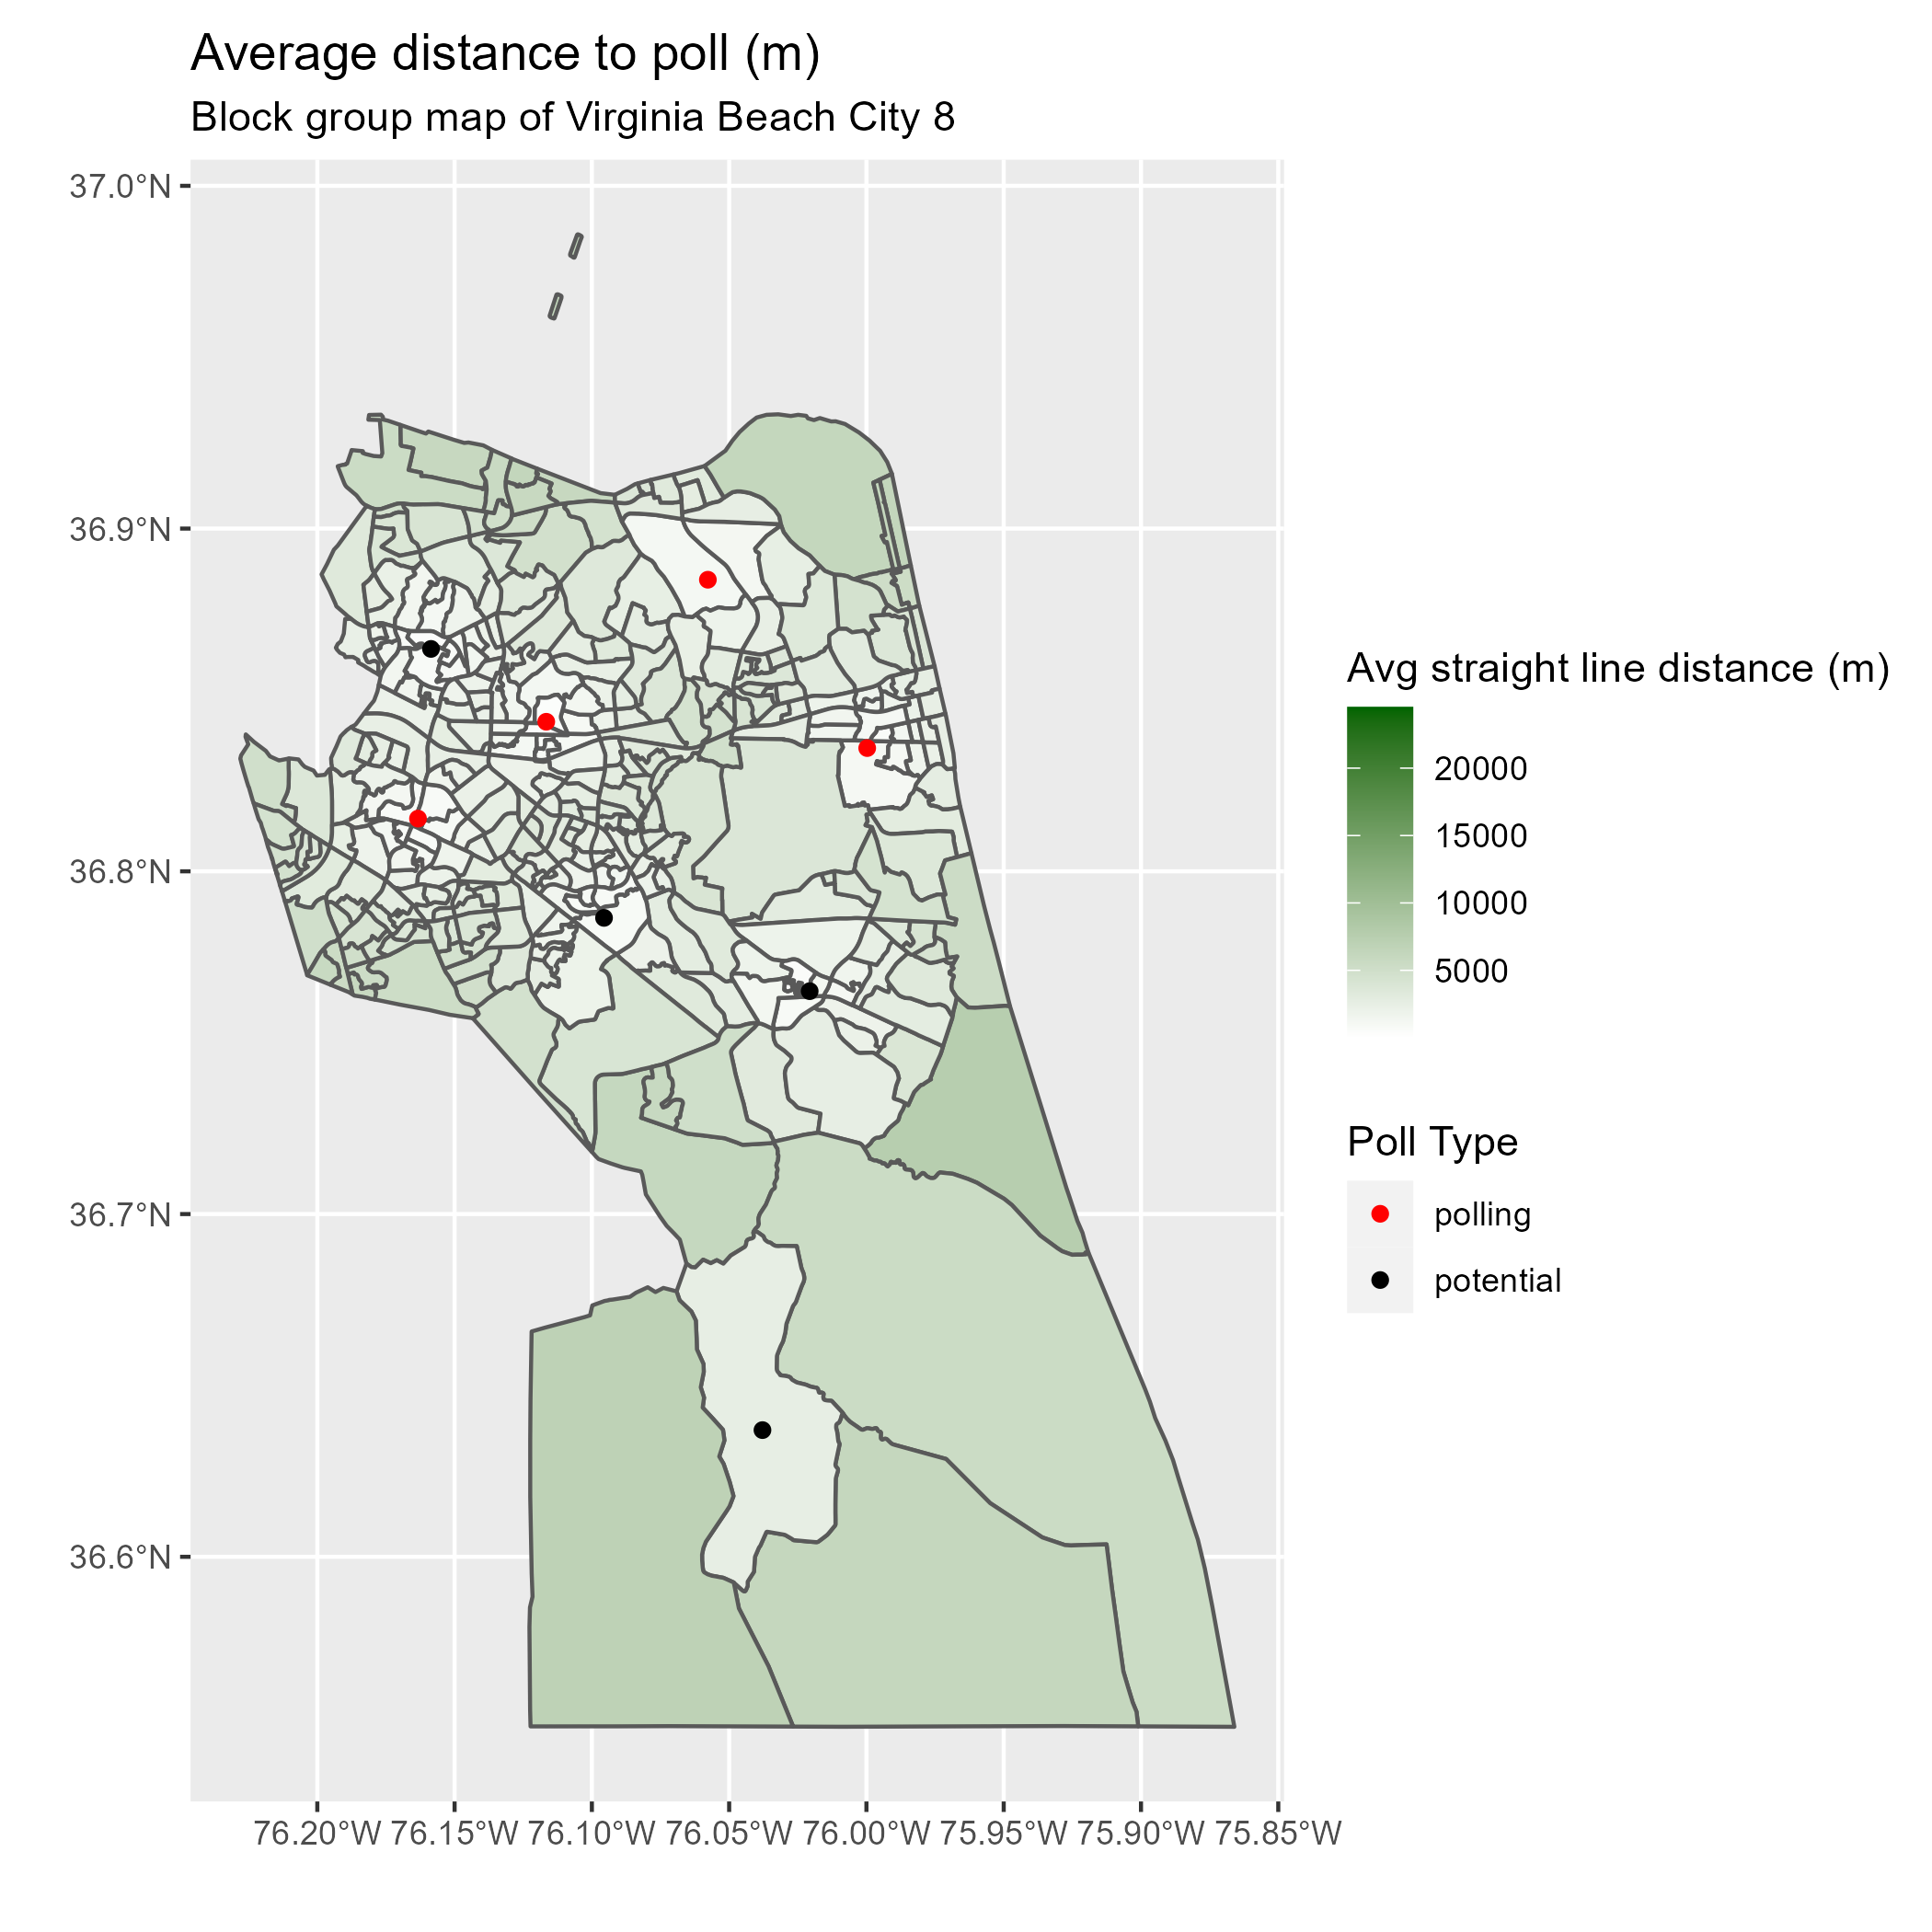 Average distance to poll (m)
Block group map of Virginia Beach City 8
37.0°N
36.9°N
36.8°N
36.7°N
36.6°N
76.20°W 76.15°W 76.10°W 76.05°W 76.00°W 75.95°W 75.90°W 75.85°W
Avg straight line distance (m)
20000
15000
10000
5000
Poll Type
polling
potential